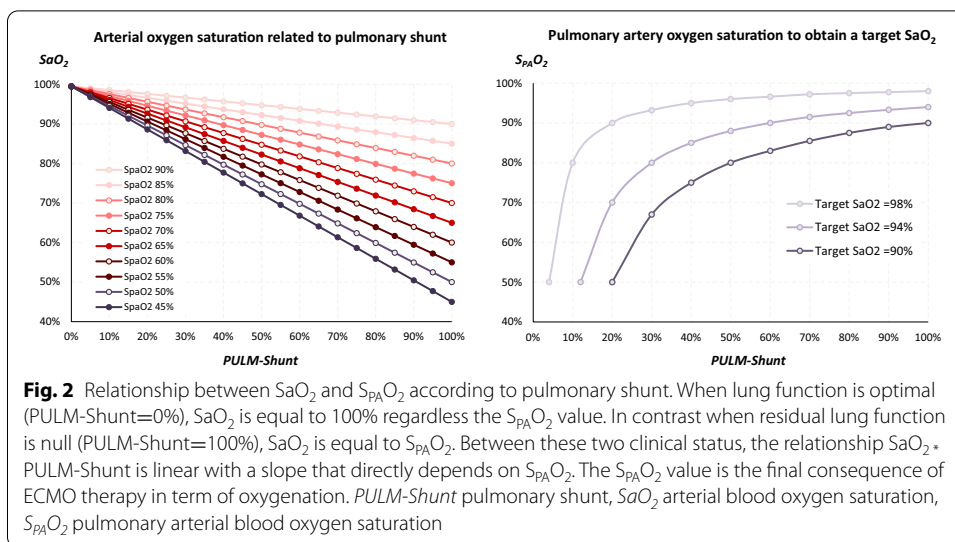 Arterial oxygen saturation related to pulmonary shunt
SaO2
100%
90%
80%
70%
60%
50%
40%
SpaO2 90%
SpaO2 85%
SpaO2 80%
SpaO2 75%
SpaO2 70%
SpaO2 65%
SpaO2 60%
SpaO2 55%
SpaO2 50%
SpaO2 45%
0% 10% 20% 30% 40% 50% 60% 70% 80% 90% 100%
PULM-Shunt
Pulmonary artery oxygen saturation to obtain a target SaO2
SPAO2
100%
90%
80%
70%
60%
50%
40%
Target SaO2 =98%
Target SaO2 =94%
Target SaO2 =90%
0% 10% 20% 30% 40% 50% 60% 70% 80% 90% 100%
PULM-Shunt
Fig. 2 Relationship between SaO2 and SPAO2 according to pulmonary shunt. When lung function is optimal
(PULM-Shunt=0%), SaO2 is equal to 100% regardless the SPAO2 value. In contrast when residual lung function
is null (PULM-Shunt=100%), SaO2 is equal to SPAO2. Between these two clinical status, the relationship SaO2 *
PULM-Shunt is linear with a slope that directly depends on SPAO2. The SPAO2 value is the final consequence of
ECMO therapy in term of oxygenation. PULM-Shunt pulmonary shunt, SaO2 arterial blood oxygen saturation,
SPAO2 pulmonary arterial blood oxygen saturation